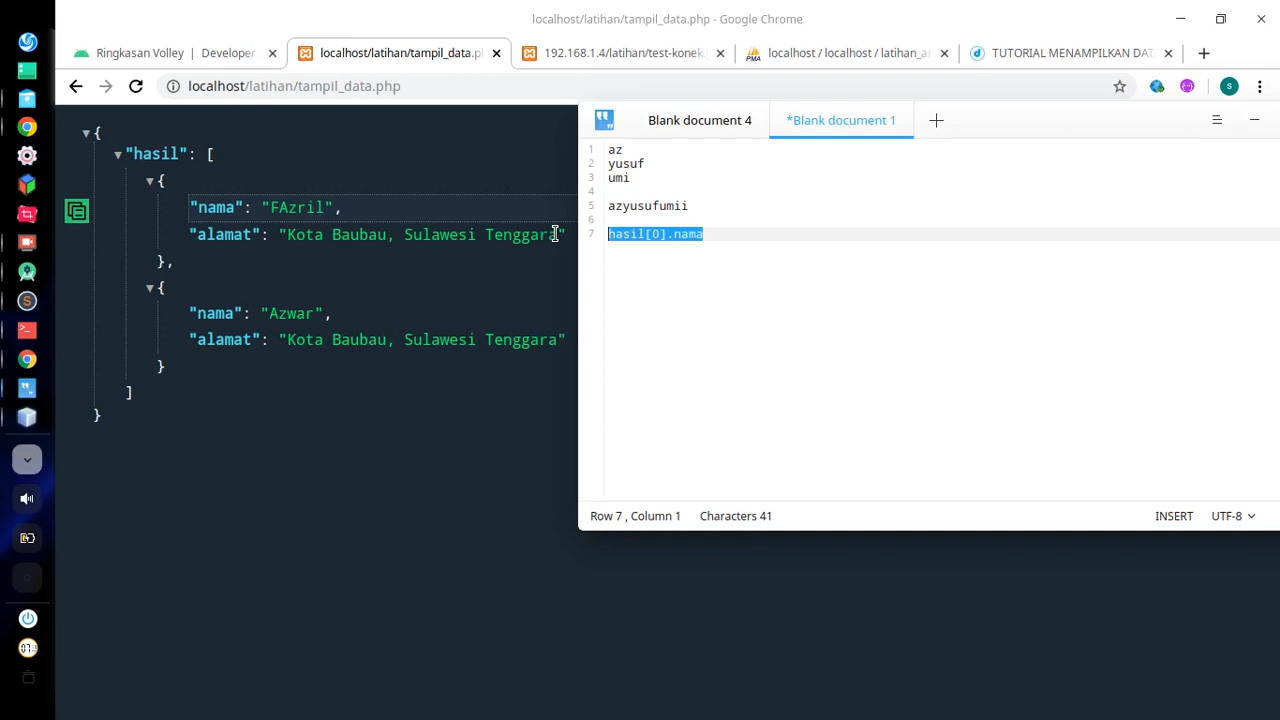 localhost/latihan/tampil_data.php - Google Chrome
Ringkasan Volley | Developer
localhost/latihan/tampil_data.p
192.168.1.4/latihan/test-konek.
localhost / localhost / latihan_a
TUTORIAL MENAMPILKAN DAT
localhost/latihan/tampil_data.php
S
{
"hasil": [
{
"nama": "FAzril",
"alamat": "Kota Baubau, Sulawesi Tenggara"
},
{
"nama": "Azwar",
"alamat": "Kota Baubau, Sulawesi Tenggara"
}
]
}
Blank document 4
*Blank document 1
1 az
2 yusuf
3 umi
4
5 azyusufumii
6
7 hasil[0].nama
Row 7 , Column 1
Characters 41
INSERT
UTF-8